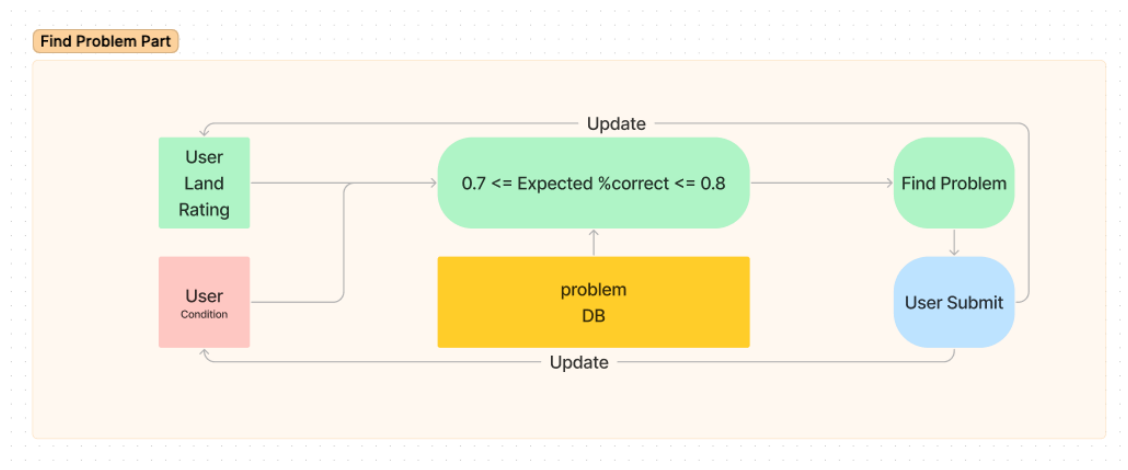 Find Problem Part
Update
User
Land
Rating
0.7 <= Expected %correct <= 0.8
Find Problem
User
Condition
problem
DB
User Submit
Update